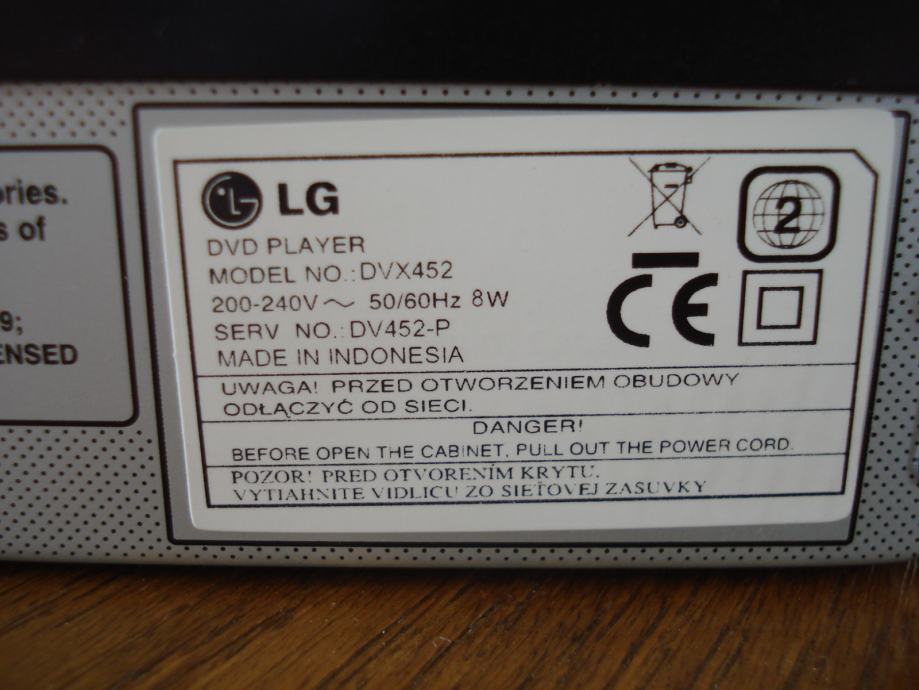 ories.
s of
9;
ENSED
LG
DVD PLAYER
MODEL NO.: DVX452
200-240V ~ 50/60Hz 8W
SERV NO.: DV452-P
MADE IN INDONESIA
2
CE
UWAGA! PRZED OTWORZENIEM OBUDOWY
ODŁĄCZYĆ OD SIECI.
DANGER!
BEFORE OPEN THE CABINET, PULL OUT THE POWER CORD.
POZOR! PRED OTVORENÍM KRYTU,
VYTIAHNITE VIDLICU ZO SIEŤOVEJ ZASUVKY